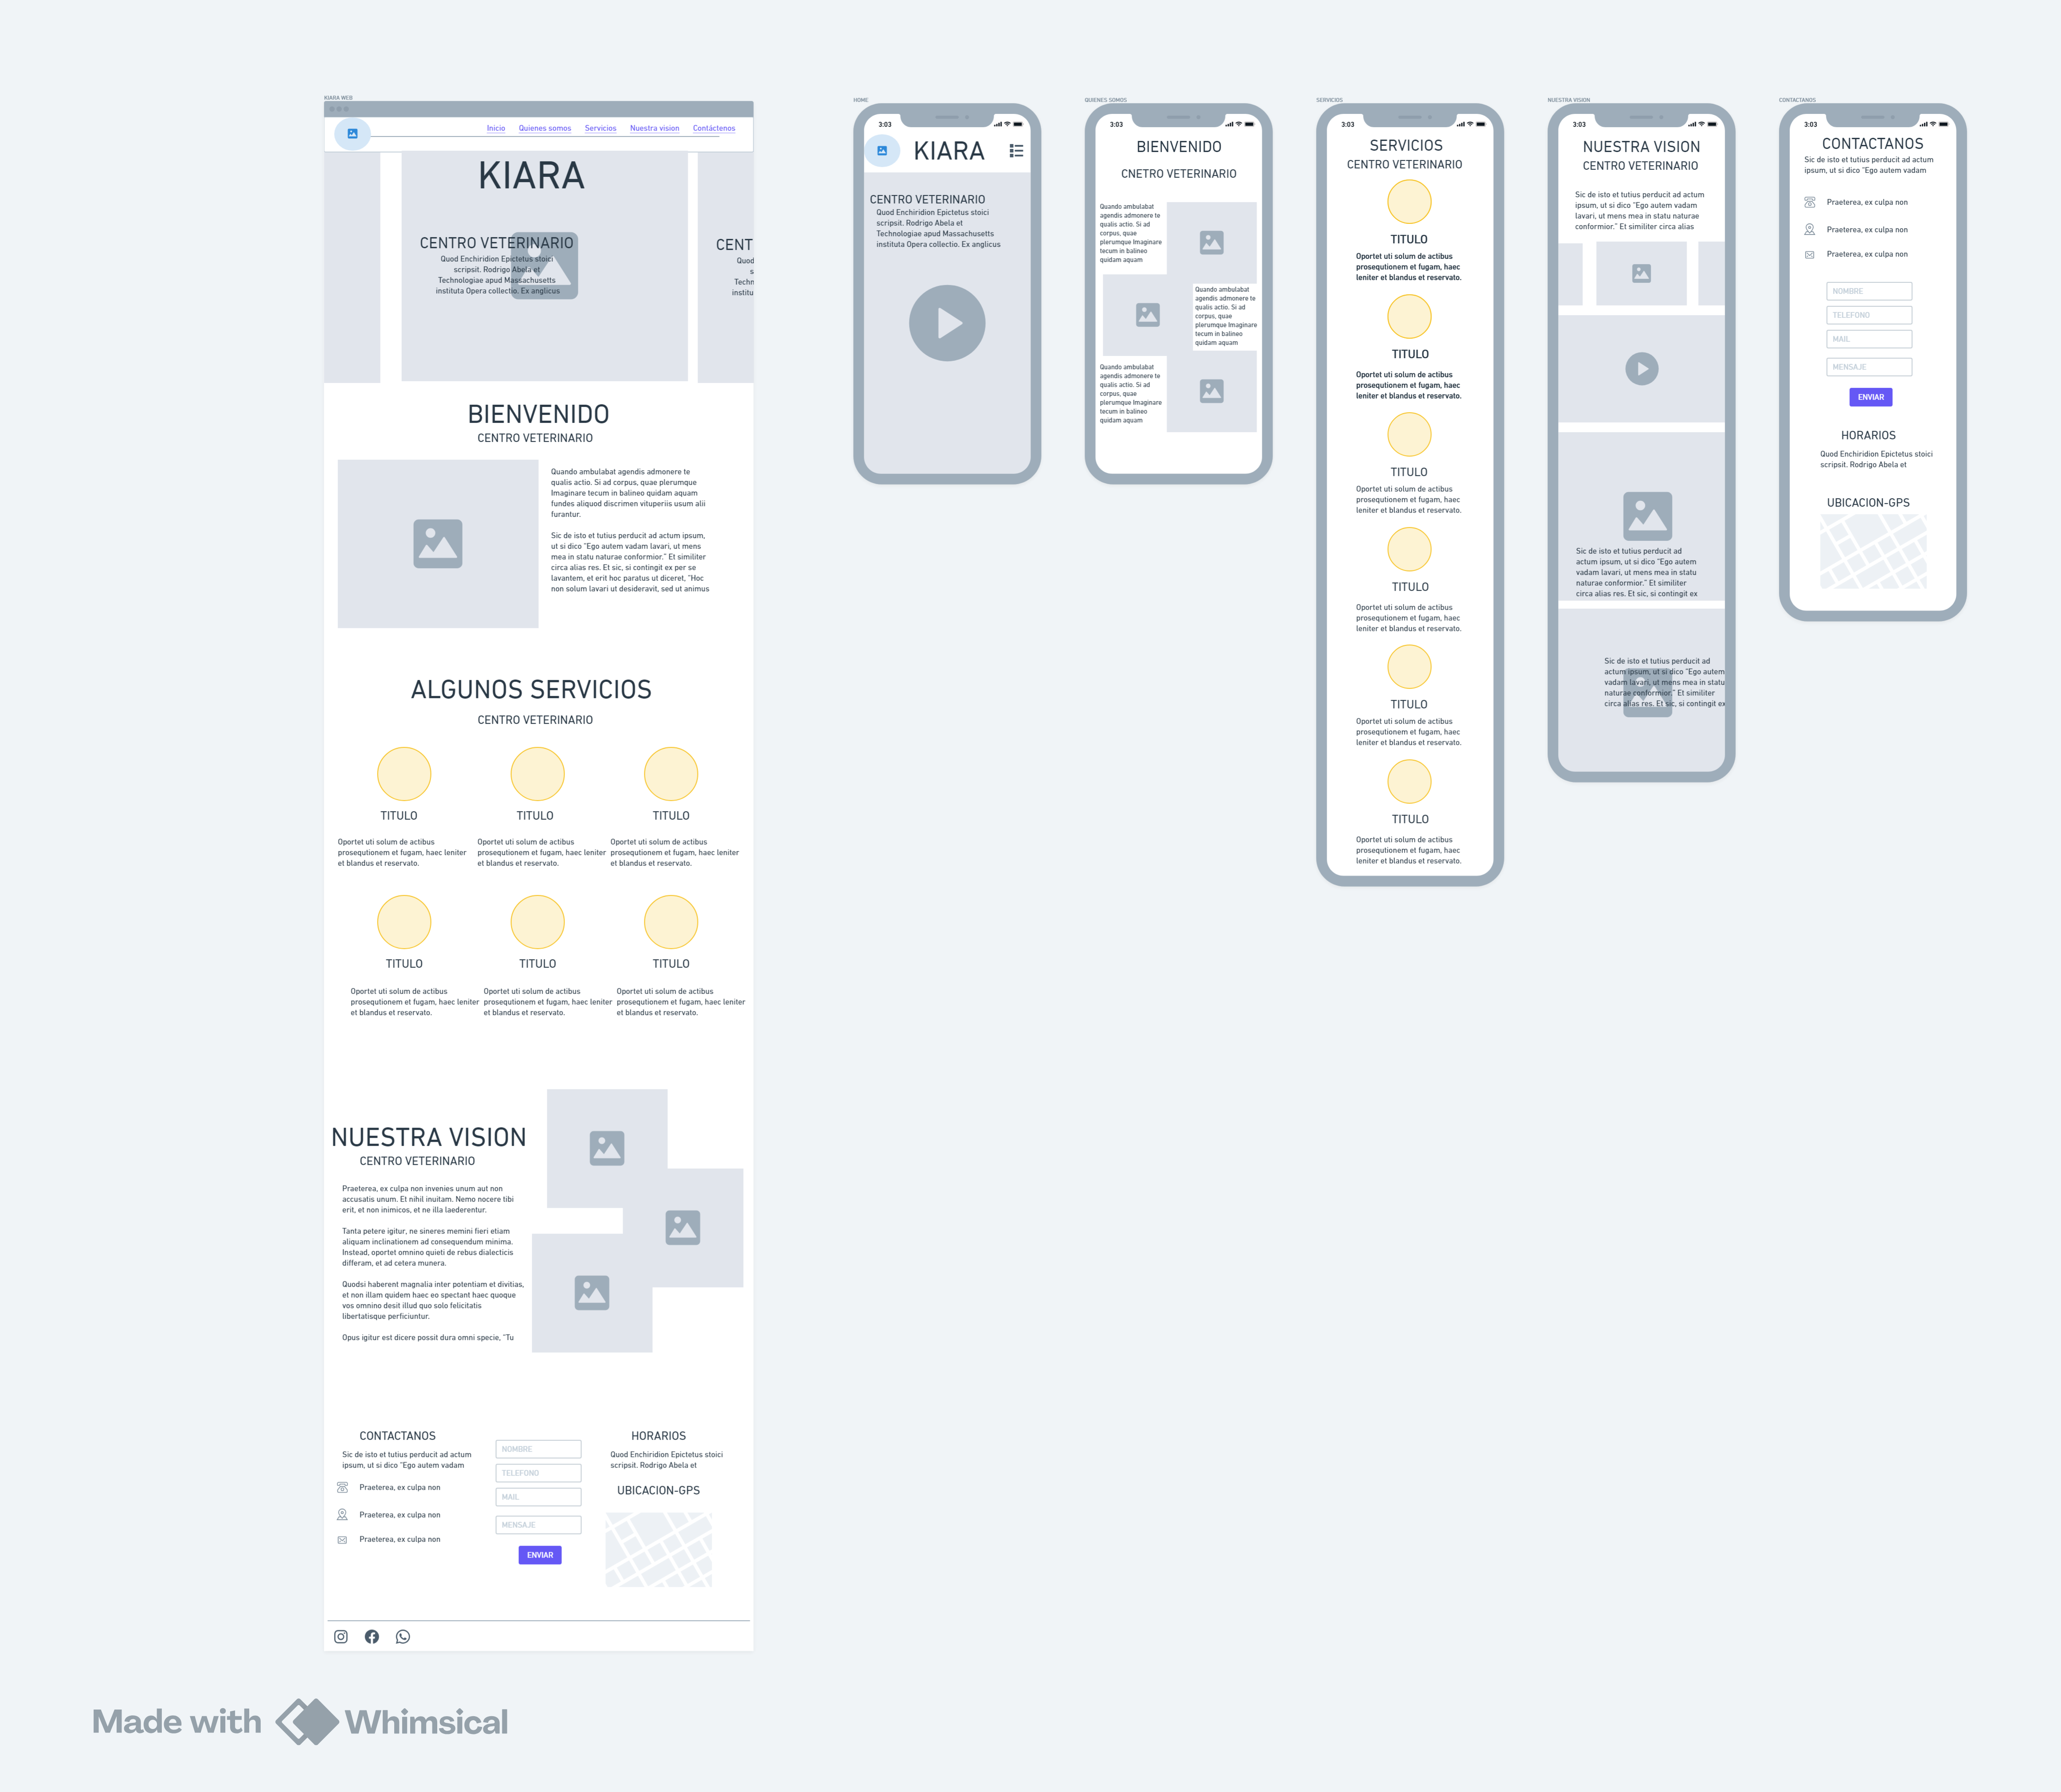 KIARA WEB
Inicio Quienes somos Servicios Nuestra vision Contáctenos
KIARA
CENTRO VETERINARIO
Quod Enchiridion Epictetus stoici
scripsit. Rodrigo Abela et
Technologiae apud Massachusetts
instituta Opera collectio. Ex anglicus
CENT
Quod
s
Techn
institu
BIENVENIDO
CENTRO VETERINARIO
Quando ambulabat agendis admonere te
qualis actio. Si ad corpus, quae plerumque
Imaginare tecum in balineo quidam aquam
fundes aliquod discrimen vituperiis usum alii
furantur.
Sic de isto et tutius perducit ad actum ipsum,
ut si dico "Ego autem vadam lavari, ut mens
mea in statu naturae conformior." Et similiter
circa alias res. Et sic, si contingit ex per se
lavantem, et erit hoc paratus ut diceret, "Hoc
non solum lavari ut desideravit, sed ut animus
ALGUNOS SERVICIOS
CENTRO VETERINARIO
TITULO
Oportet uti solum de actibus
prosequtionem et fugam, haec leniter
et blandus et reservato.
TITULO
Oportet uti solum de actibus
prosequtionem et fugam, haec leniter
et blandus et reservato.
TITULO
Oportet uti solum de actibus
prosequtionem et fugam, haec leniter
et blandus et reservato.
TITULO
Oportet uti solum de actibus
prosequtionem et fugam, haec leniter
et blandus et reservato.
TITULO
Oportet uti solum de actibus
prosequtionem et fugam, haec leniter
et blandus et reservato.
TITULO
Oportet uti solum de actibus
prosequtionem et fugam, haec leniter
et blandus et reservato.
NUESTRA VISION
CENTRO VETERINARIO
Praeterea, ex culpa non invenies unum aut non
accusatis unum. Et nihil inuitam. Nemo nocere tibi
erit, et non inimicos, et ne illa laederentur.
Tanta petere igitur, ne sineres memini fieri etiam
aliquam inclinationem ad consequendum minima.
Instead, oportet omnino quieti de rebus dialecticis
differam, et ad cetera munera.
Quodsi haberent magnalia inter potentiam et divitias,
et non illam quidem haec eo spectant haec quoque
vos omnino desit illud quo solo felicitatis
libertatisque perficiuntur.
Opus igitur est dicere possit dura omni specie, "Tu
CONTACTANOS
Sic de isto et tutius perducit ad actum
ipsum, ut si dico "Ego autem vadam
Praeterea, ex culpa non
Praeterea, ex culpa non
Praeterea, ex culpa non
NOMBRE
TELEFONO
MAIL
MENSAJE
ENVIAR
HORARIOS
Quod Enchiridion Epictetus stoici
scripsit. Rodrigo Abela et
UBICACION-GPS
HOME
3:03
KIARA
CENTRO VETERINARIO
Quod Enchiridion Epictetus stoici
scripsit. Rodrigo Abela et
Technologiae apud Massachusetts
instituta Opera collectio. Ex anglicus
QUIENES SOMOS
3:03
BIENVENIDO
CNETRO VETERINARIO
Quando ambulabat
agendis admonere te
qualis actio. Si ad
corpus, quae
plerumque Imaginare
tecum in balineo
quidam aquam
Quando ambulabat
agendis admonere te
qualis actio. Si ad
corpus, quae
plerumque Imaginare
tecum in balineo
quidam aquam
Quando ambulabat
agendis admonere te
qualis actio. Si ad
corpus, quae
plerumque Imaginare
tecum in balineo
quidam aquam
SERVICIOS
3:03
SERVICIOS
CENTRO VETERINARIO
TITULO
Oportet uti solum de actibus
prosequtionem et fugam, haec
leniter et blandus et reservato.
TITULO
Oportet uti solum de actibus
prosequtionem et fugam, haec
leniter et blandus et reservato.
TITULO
Oportet uti solum de actibus
prosequtionem et fugam, haec
leniter et blandus et reservato.
TITULO
Oportet uti solum de actibus
prosequtionem et fugam, haec
leniter et blandus et reservato.
TITULO
Oportet uti solum de actibus
prosequtionem et fugam, haec
leniter et blandus et reservato.
TITULO
Oportet uti solum de actibus
prosequtionem et fugam, haec
leniter et blandus et reservato.
NUESTRA VISION
3:03
NUESTRA VISION
CENTRO VETERINARIO
Sic de isto et tutius perducit ad actum
ipsum, ut si dico "Ego autem vadam
lavari, ut mens mea in statu naturae
conformior." Et similiter circa alias
Sic de isto et tutius perducit ad
actum ipsum, ut si dico "Ego autem
vadam lavari, ut mens mea in statu
naturae conformior." Et similiter
circa alias res. Et sic, si contingit ex
Sic de isto et tutius perducit ad
actum ipsum, ut si dico "Ego autem
vadam lavari, ut mens mea in statu
naturae conformior." Et similiter
circa alias res. Et sic, si contingit ex
CONTACTANOS
3:03
CONTACTANOS
Sic de isto et tutius perducit ad actum
ipsum, ut si dico "Ego autem vadam
Praeterea, ex culpa non
Praeterea, ex culpa non
Praeterea, ex culpa non
NOMBRE
TELEFONO
MAIL
MENSAJE
ENVIAR
HORARIOS
Quod Enchiridion Epictetus stoici
scripsit. Rodrigo Abela et
UBICACION-GPS
Made with Whimsical